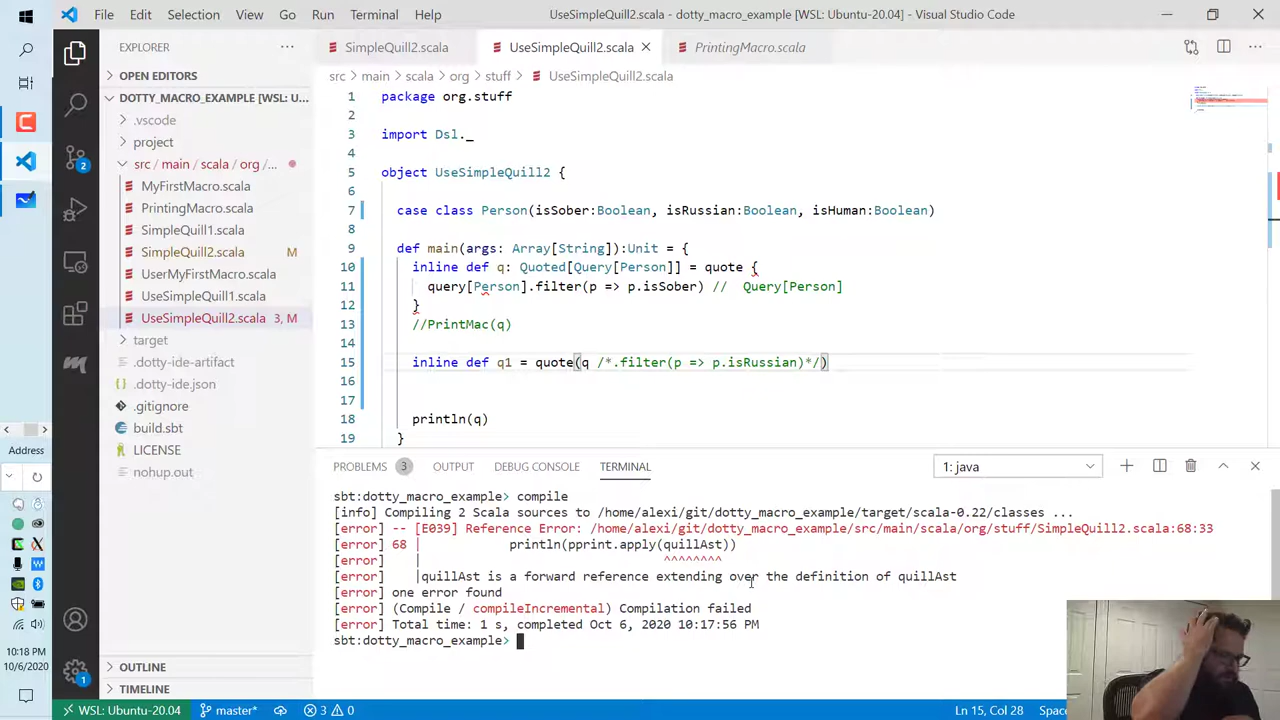 File Edit Selection View Go Run Terminal Help UseSimpleQuill2.scala - dotty_macro_example [WSL: Ubuntu-20.04] - Visual Studio Code
EXPLORER
OPEN EDITORS
DOTTY_MACRO_EXAMPLE [WSL: U...
.vscode
project
src / main / scala / org / ...
MyFirstMacro.scala
PrintingMacro.scala
SimpleQuill1.scala
SimpleQuill2.scala M
UserMyFirstMacro.scala
UseSimpleQuill1.scala
UseSimpleQuill2.scala 3, M
target
.dotty-ide-artifact
.dotty-ide.json
.gitignore
build.sbt
LICENSE
nohup.out
OUTLINE
TIMELINE
SimpleQuill2.scala UseSimpleQuill2.scala PrintingMacro.scala
src > main > scala > org > stuff > UseSimpleQuill2.scala
1 package org.stuff
2
3 import Dsl._
4
5 object UseSimpleQuill2 {
6
7 case class Person(isSober:Boolean, isRussian:Boolean, isHuman:Boolean)
8
9 def main(args: Array[String]):Unit = {
10 inline def q: Quoted[Query[Person]] = quote {
11 query[Person].filter(p => p.isSober) // Query[Person]
12 }
13 //PrintMac(q)
14
15 inline def q1 = quote(q /*.filter(p => p.isRussian)*/)
16
17
18 println(q)
19 }
PROBLEMS 3 OUTPUT DEBUG CONSOLE TERMINAL 1: java
sbt:dotty_macro_example> compile
[info] Compiling 2 Scala sources to /home/alexi/git/dotty_macro_example/target/scala-0.22/classes ...
[error] -- [E039] Reference Error: /home/alexi/git/dotty_macro_example/src/main/scala/org/stuff/SimpleQuill2.scala:68:33
[error] 68 | println(pprint.apply(quillAst))
[error] | ^^^^^^^^
[error] |quillAst is a forward reference extending over the definition of quillAst
[error] one error found
[error] (Compile / compileIncremental) Compilation failed
[error] Total time: 1 s, completed Oct 6, 2020 10:17:56 PM
sbt:dotty_macro_example>
Address
10:18 PM
10/6/2020
2
1
WSL: Ubuntu-20.04 master* 3 0 Ln 15, Col 28 Spac